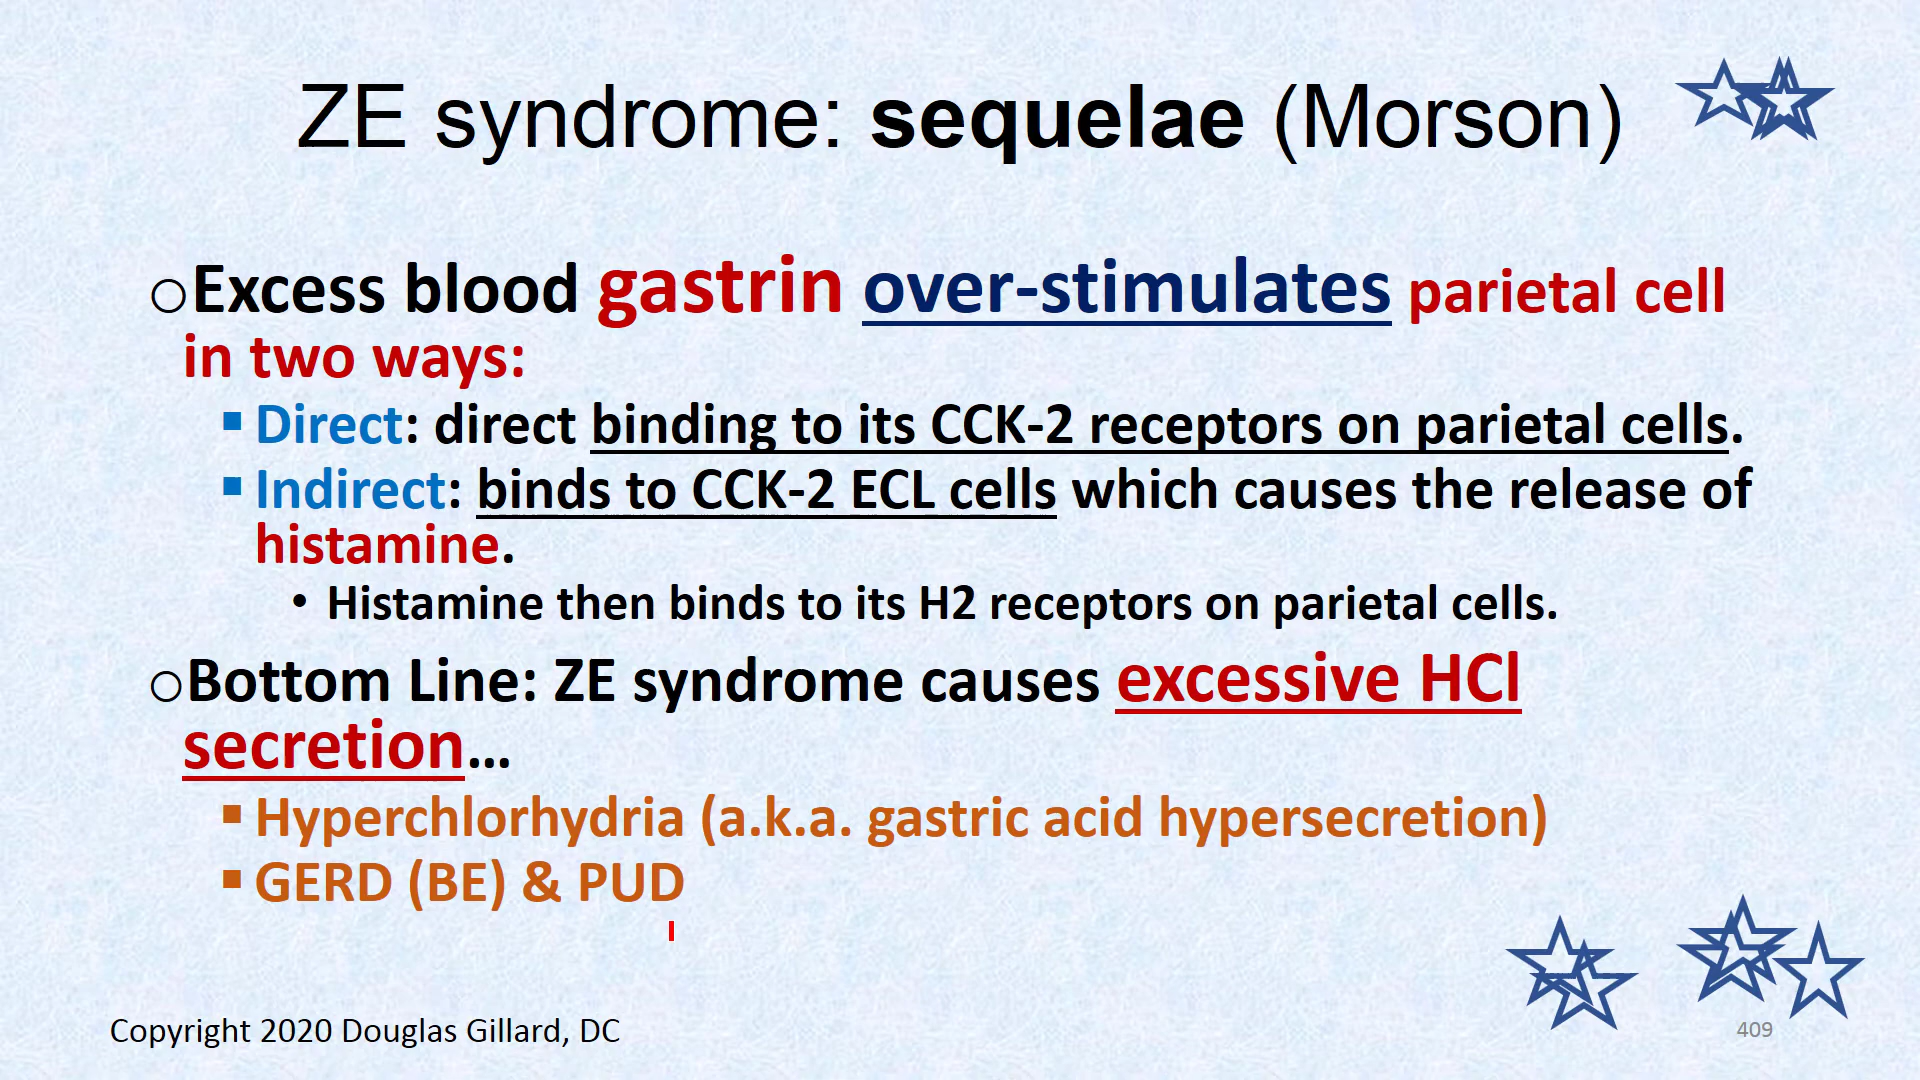 ZE syndrome: sequelae (Morson)
○Excess blood gastrin over-stimulates parietal cell
in two ways:
▪Direct: direct binding to its CCK-2 receptors on parietal cells.
▪Indirect: binds to CCK-2 ECL cells which causes the release of
histamine.
• Histamine then binds to its H2 receptors on parietal cells.
○Bottom Line: ZE syndrome causes excessive HCl
secretion…
▪Hyperchlorhydria (a.k.a. gastric acid hypersecretion)
▪GERD (BE) & PUD
Copyright 2020 Douglas Gillard, DC
409